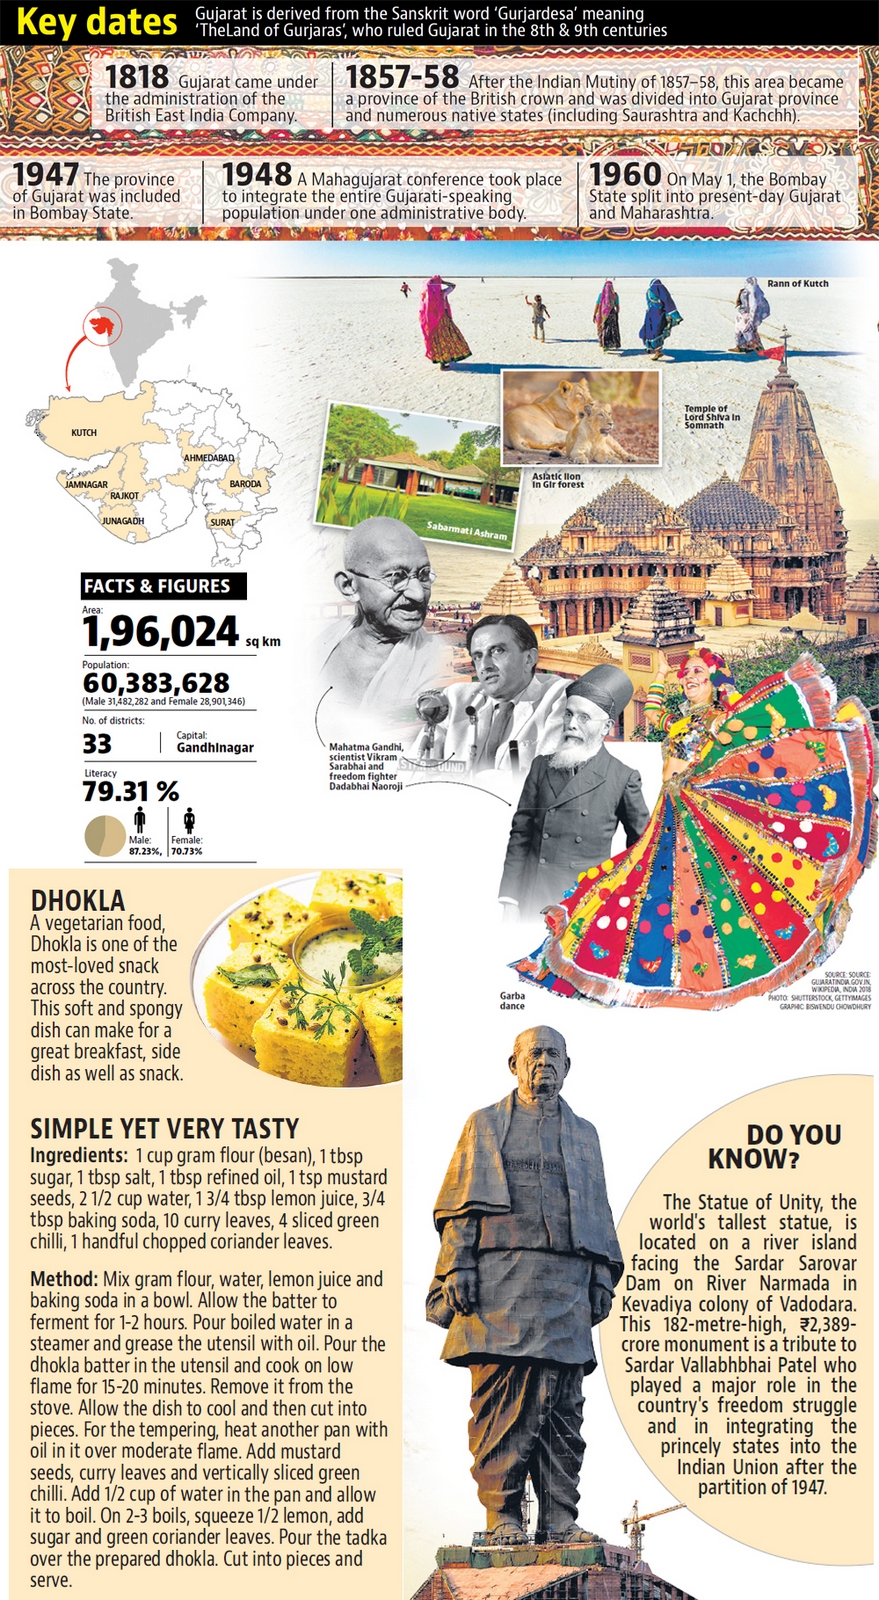 Key dates
Gujarat is derived from the Sanskrit word ‘Gurjardesa’ meaning
‘TheLand of Gurjaras’, who ruled Gujarat in the 8th & 9th centuries
1818 Gujarat came under
the administration of the
British East India Company.
1857-58 After the Indian Mutiny of 1857–58, this area became
a province of the British crown and was divided into Gujarat province
and numerous native states (including Saurashtra and Kachchh).
1947 The province
of Gujarat was included
in Bombay State.
1948 A Mahagujarat conference took place
to integrate the entire Gujarati-speaking
population under one administrative body.
1960 On May 1, the Bombay
State split into present-day Gujarat
and Maharashtra.
Rann of Kutch
Temple of
Lord Shiva in
Somnath
Asiatic lion
in Gir forest
Sabarmati Ashram
KUTCH
AHMEDABAD
JAMNAGAR
RAJKOT
BARODA
JUNAGADH
SURAT
FACTS & FIGURES
Area:
1,96,024 sq km
Population:
60,383,628
(Male 31,482,282 and Female 28,901,346)
No. of districts:
33
Capital:
Gandhinagar
Literacy
79.31 %
Male:
87.23%,
Female:
70.73%
Mahatma Gandhi,
scientist Vikram
Sarabhai and
freedom fighter
Dadabhai Naoroji
Garba
dance
SOURCE: SOURCE:
GUJARATINDIA.GOV.IN,
WIKIPEDIA, INDIA 2018
PHOTO: SHUTTERSTOCK, GETTYIMAGES
GRAPHIC: BISWENDU CHOWDHURY
DHOKLA
A vegetarian food,
Dhokla is one of the
most-loved snack
across the country.
This soft and spongy
dish can make for a
great breakfast, side
dish as well as snack.
SIMPLE YET VERY TASTY
Ingredients: 1 cup gram flour (besan), 1 tbsp
sugar, 1 tbsp salt, 1 tbsp refined oil, 1 tsp mustard
seeds, 2 1/2 cup water, 1 3/4 tbsp lemon juice, 3/4
tbsp baking soda, 10 curry leaves, 4 sliced green
chilli, 1 handful chopped coriander leaves.
Method: Mix gram flour, water, lemon juice and
baking soda in a bowl. Allow the batter to
ferment for 1-2 hours. Pour boiled water in a
steamer and grease the utensil with oil. Pour the
dhokla batter in the utensil and cook on low
flame for 15-20 minutes. Remove it from the
stove. Allow the dish to cool and then cut into
pieces. For the tempering, heat another pan with
oil in it over moderate flame. Add mustard
seeds, curry leaves and vertically sliced green
chilli. Add 1/2 cup of water in the pan and allow
it to boil. On 2-3 boils, squeeze 1/2 lemon, add
sugar and green coriander leaves. Pour the tadka
over the prepared dhokla. Cut into pieces and
serve.
DO YOU
KNOW?
The Statue of Unity, the
world's tallest statue, is
located on a river island
facing the Sardar Sarovar
Dam on River Narmada in
Kevadiya colony of Vadodara.
This 182-metre-high, ₹2,389-
crore monument is a tribute to
Sardar Vallabhbhai Patel who
played a major role in the
country's freedom struggle
and in integrating the
princely states into the
Indian Union after the
partition of 1947.